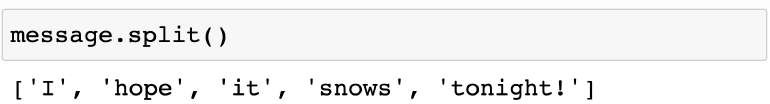 message.split()
['I', 'hope', 'it', 'snows', 'tonight!']